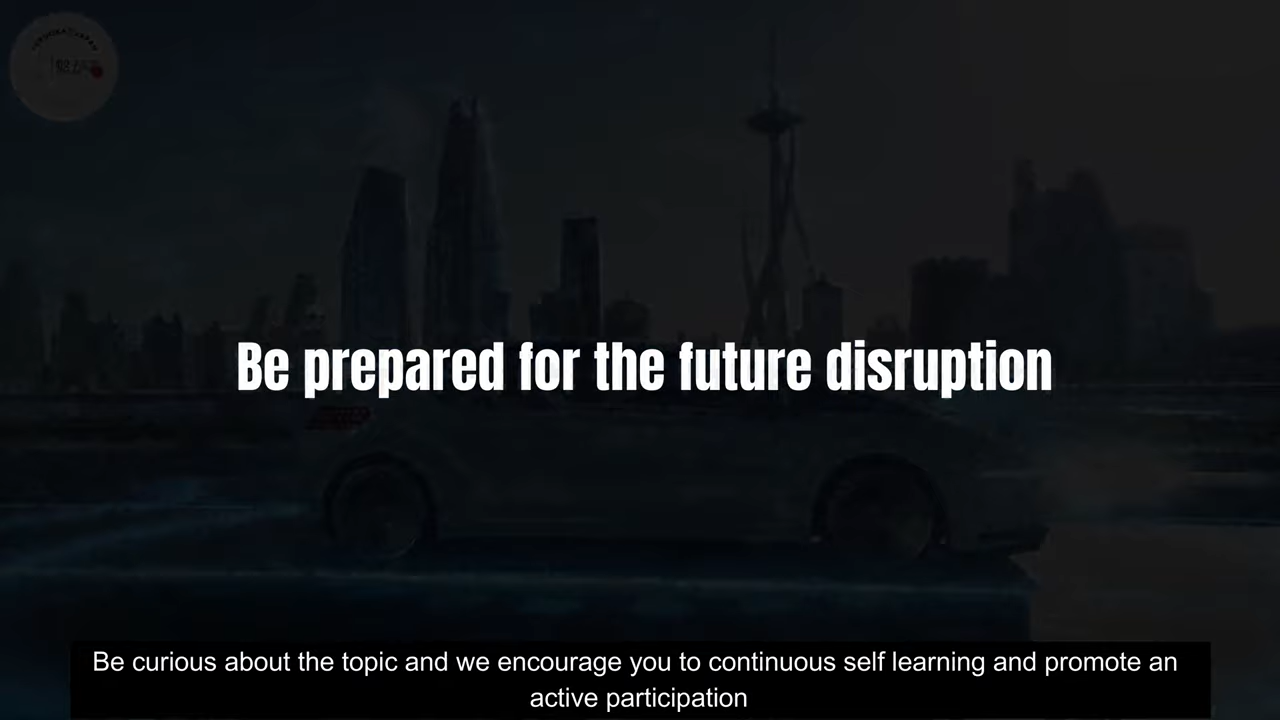 Be prepared for the future disruption
Be curious about the topic and we encourage you to continuous self learning and promote an
active participation